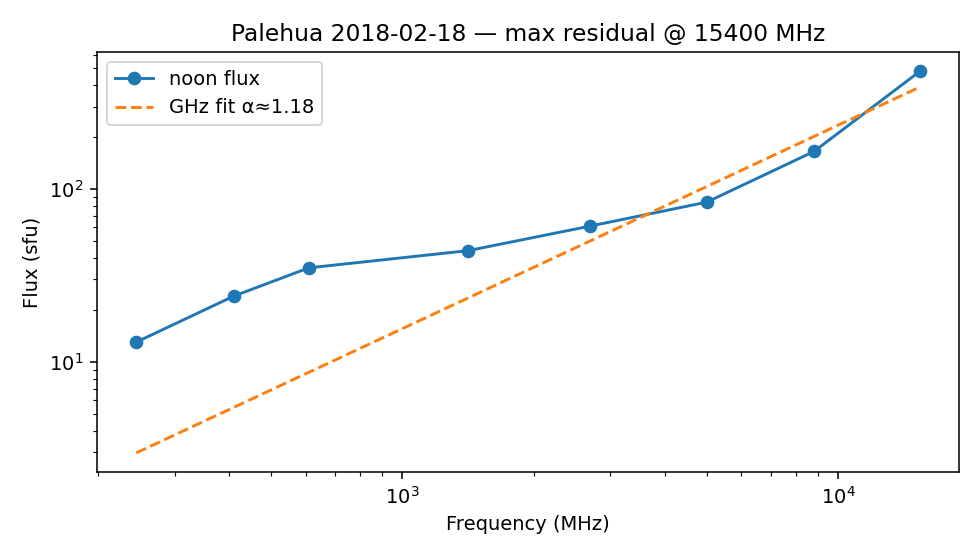 Palehua 2018-02-18 — max residual @ 15400 MHz
noon flux
GHz fit α≈1.18
Flux (sfu)
10²
10¹
10³ 10⁴
Frequency (MHz)